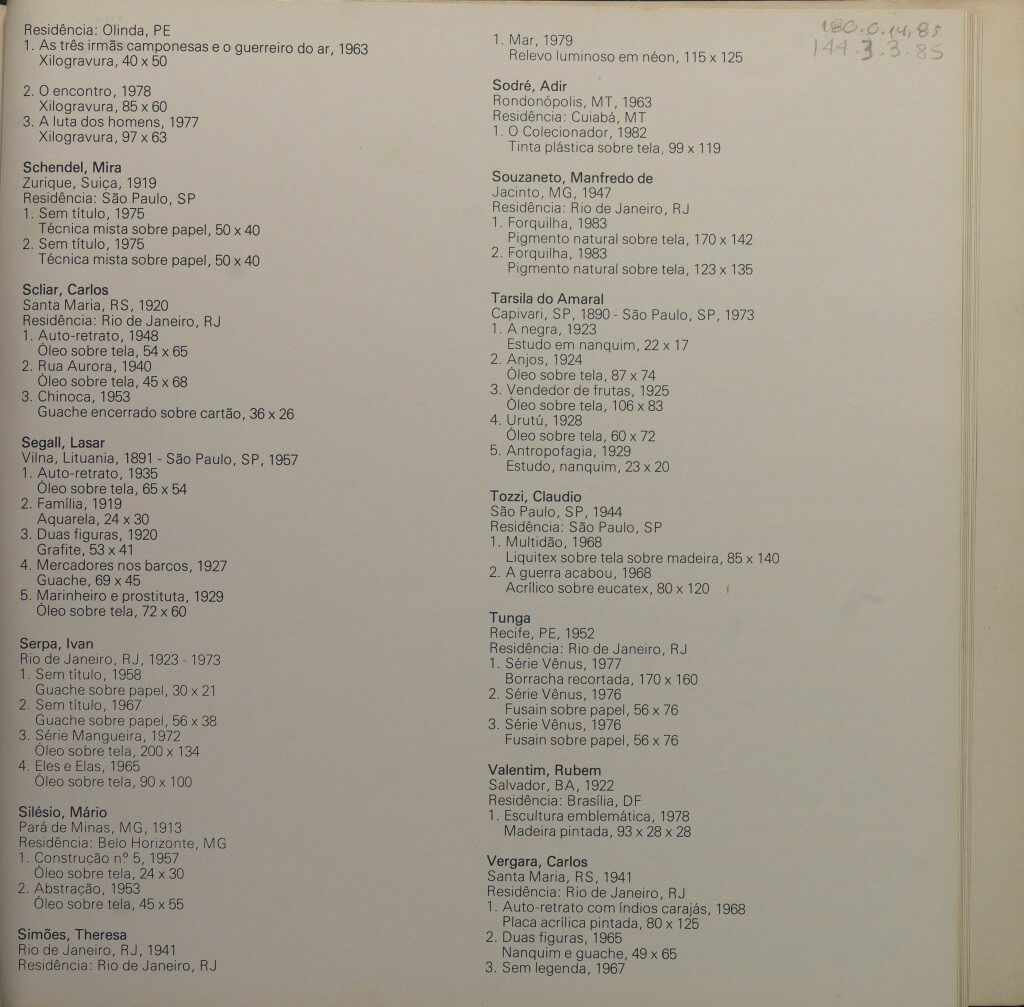 Residência: Olinda, PE
1. As três irmãs camponesas e o guerreiro do ar, 1963
Xilogravura, 40 x 50
2. O encontro, 1978
Xilogravura, 85 x 60
3. A luta dos homens, 1977
Xilogravura, 97 x 63
Schendel, Mira
Zurique, Suiça, 1919
Residência: São Paulo, SP
1. Sem título, 1975
Técnica mista sobre papel, 50 x 40
2. Sem título, 1975
Técnica mista sobre papel, 50 x 40
Scliar, Carlos
Santa Maria, RS, 1920
Residência: Rio de Janeiro, RJ
1. Auto-retrato, 1948
Óleo sobre tela, 54 x 65
2. Rua Aurora, 1940
Óleo sobre tela, 45 x 68
3. Chinoca, 1953
Guache encerrado sobre cartão, 36 x 26
Segall, Lasar
Vilna, Lituania, 1891 - São Paulo, SP, 1957
1. Auto-retrato, 1935
Óleo sobre tela, 65 x 54
2. Família, 1919
Aquarela, 24 x 30
3. Duas figuras, 1920
Grafite, 53 x 41
4. Mercadores nos barcos, 1927
Guache, 69 x 45
5. Marinheiro e prostituta, 1929
Óleo sobre tela, 72 x 60
Serpa, Ivan
Rio de Janeiro, RJ, 1923 - 1973
1. Sem título, 1958
Guache sobre papel, 30 x 21
2. Sem título, 1967
Guache sobre papel, 56 x 38
3. Série Mangueira, 1972
Óleo sobre tela, 200 x 134
4. Eles e Elas, 1965
Óleo sobre tela, 90 x 100
Silésio, Mário
Pará de Minas, MG, 1913
Residência: Belo Horizonte, MG
1. Construção nº 5, 1957
Óleo sobre tela, 24 x 30
2. Abstração, 1953
Óleo sobre tela, 45 x 55
Simões, Theresa
Rio de Janeiro, RJ, 1941
Residência: Rio de Janeiro, RJ
1. Mar, 1979
Relevo luminoso em néon, 115 x 125
Sodré, Adir
Rondonópolis, MT, 1963
Residência: Cuiabá, MT
1. O Colecionador, 1982
Tinta plástica sobre tela, 99 x 119
Souzaneto, Manfredo de
Jacinto, MG, 1947
Residência: Rio de Janeiro, RJ
1. Forquilha, 1983
Pigmento natural sobre tela, 170 x 142
2. Forquilha, 1983
Pigmento natural sobre tela, 123 x 135
Tarsila do Amaral
Capivari, SP, 1890 - São Paulo, SP, 1973
1. A negra, 1923
Estudo em nanquim, 22 x 17
2. Anjos, 1924
Óleo sobre tela, 87 x 74
3. Vendedor de frutas, 1925
Óleo sobre tela, 106 x 83
4. Urutú, 1928
Óleo sobre tela, 60 x 72
5. Antropofagia, 1929
Estudo, nanquim, 23 x 20
Tozzi, Claudio
São Paulo, SP, 1944
Residência: São Paulo, SP
1. Multidão, 1968
Liquitex sobre tela sobre madeira, 85 x 140
2. A guerra acabou, 1968
Acrílico sobre eucatex, 80 x 120
Tunga
Recife, PE, 1952
Residência: Rio de Janeiro, RJ
1. Série Vênus, 1977
Borracha recortada, 170 x 160
2. Série Vênus, 1976
Fusain sobre papel, 56 x 76
3. Série Vênus, 1976
Fusain sobre papel, 56 x 76
Valentim, Rubem
Salvador, BA, 1922
Residência: Brasília, DF
1. Escultura emblemática, 1978
Madeira pintada, 93 x 28 x 28
Vergara, Carlos
Santa Maria, RS, 1941
Residência: Rio de Janeiro, RJ
1. Auto-retrato com índios carajás, 1968
Placa acrílica pintada, 80 x 125
2. Duas figuras, 1965
Nanquim e guache, 49 x 65
3. Sem legenda, 1967
144.3.3.85